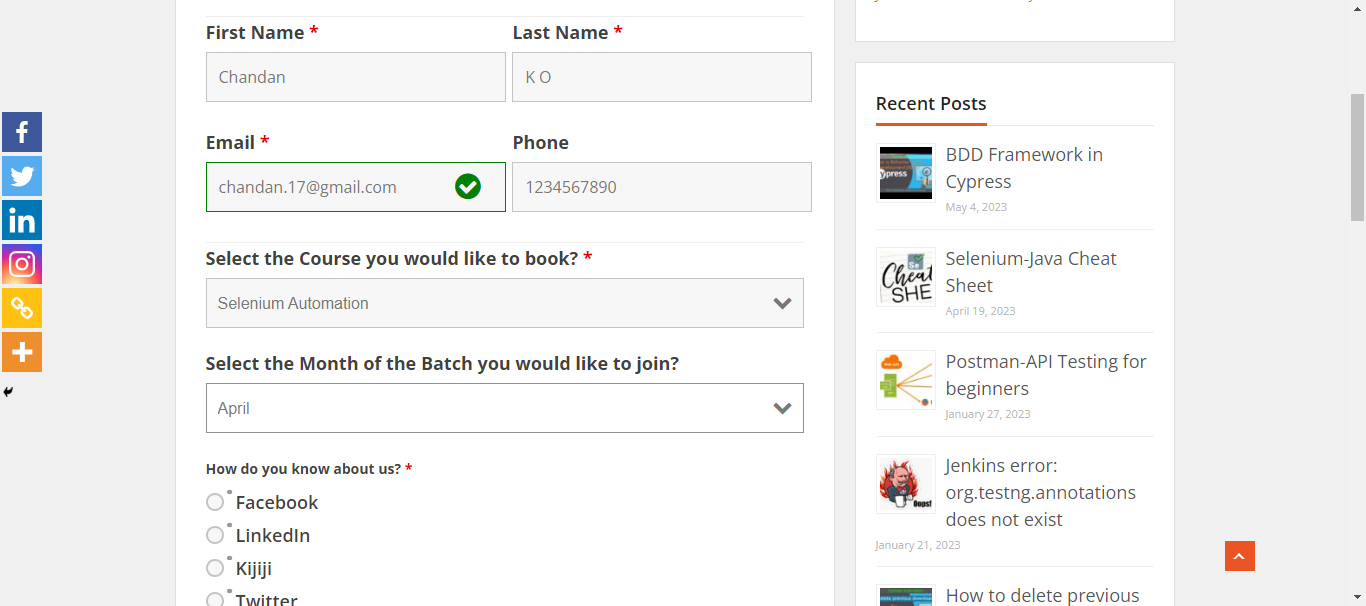 First Name *
Last Name *
Chandan
K O
Email *
Phone
chandan.17@gmail.com
1234567890
Select the Course you would like to book? *
Selenium Automation
Select the Month of the Batch you would like to join?
April
How do you know about us? *
Facebook
LinkedIn
Kijiji
Twitter
Recent Posts
BDD Framework in
Cypress
May 4, 2023
Selenium-Java Cheat
Sheet
April 19, 2023
Postman-API Testing for
beginners
January 27, 2023
Jenkins error:
org.testng.annotations
does not exist
January 21, 2023
How to delete previous